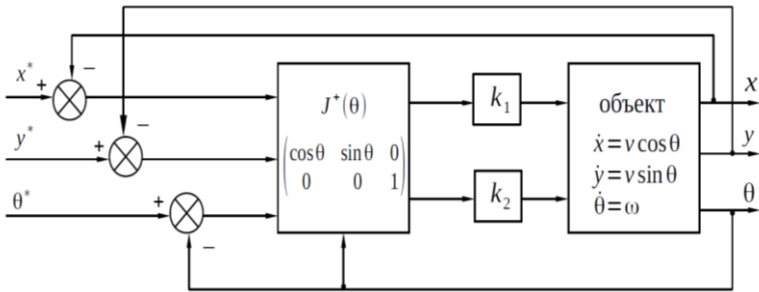 x* + −
y* + −
θ* + −
J⁺(θ)
cosθ sinθ 0
0 0 1
k₁
k₂
объект
ẋ=v cosθ
ẏ=v sinθ
θ̇=ω
x
y
θ